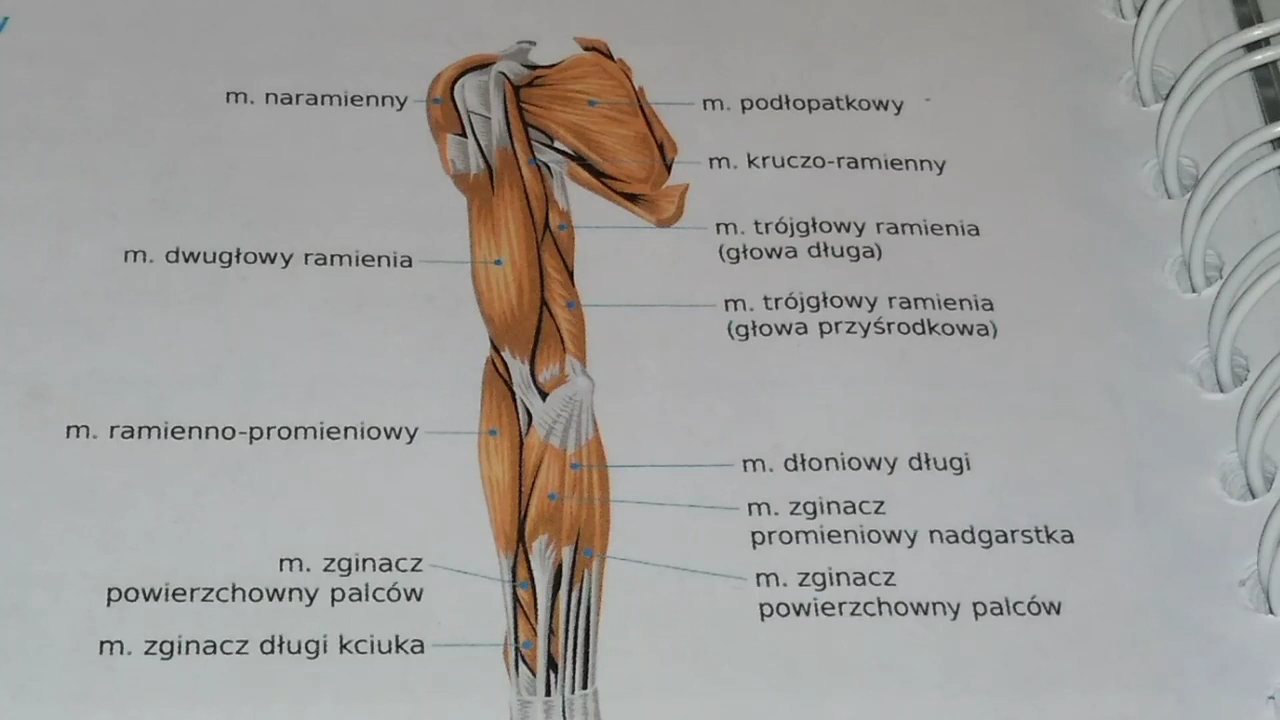 m. naramienny
m. podłopatkowy
m. kruczo-ramienny
m. trójgłowy ramienia
(głowa długa)
m. dwugłowy ramienia
m. trójgłowy ramienia
(głowa przyśrodkowa)
m. ramienno-promieniowy
m. dłoniowy długi
m. zginacz
promieniowy nadgarstka
m. zginacz
powierzchowny palców
m. zginacz
powierzchowny palców
m. zginacz długi kciuka